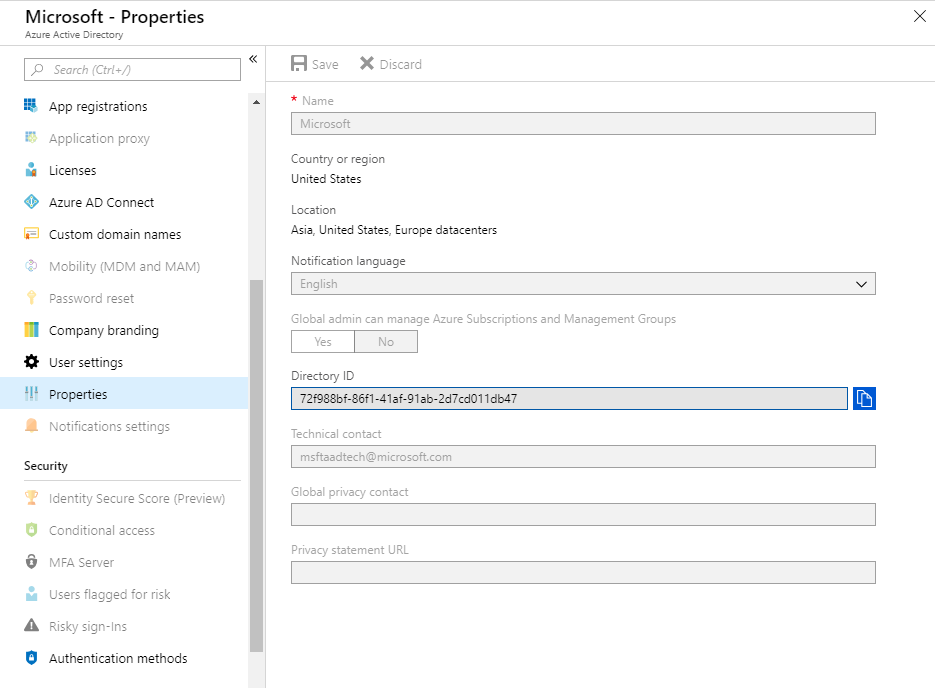 Microsoft - Properties
Azure Active Directory
Search (Ctrl+/)
«
App registrations
Application proxy
Licenses
Azure AD Connect
Custom domain names
Mobility (MDM and MAM)
Password reset
Company branding
User settings
Properties
Notifications settings
Security
Identity Secure Score (Preview)
Conditional access
MFA Server
Users flagged for risk
Risky sign-Ins
Authentication methods
Save Discard
* Name
Microsoft
Country or region
United States
Location
Asia, United States, Europe datacenters
Notification language
English
Global admin can manage Azure Subscriptions and Management Groups
Yes No
Directory ID
72f988bf-86f1-41af-91ab-2d7cd011db47
Technical contact
msftaadtech@microsoft.com
Global privacy contact
Privacy statement URL